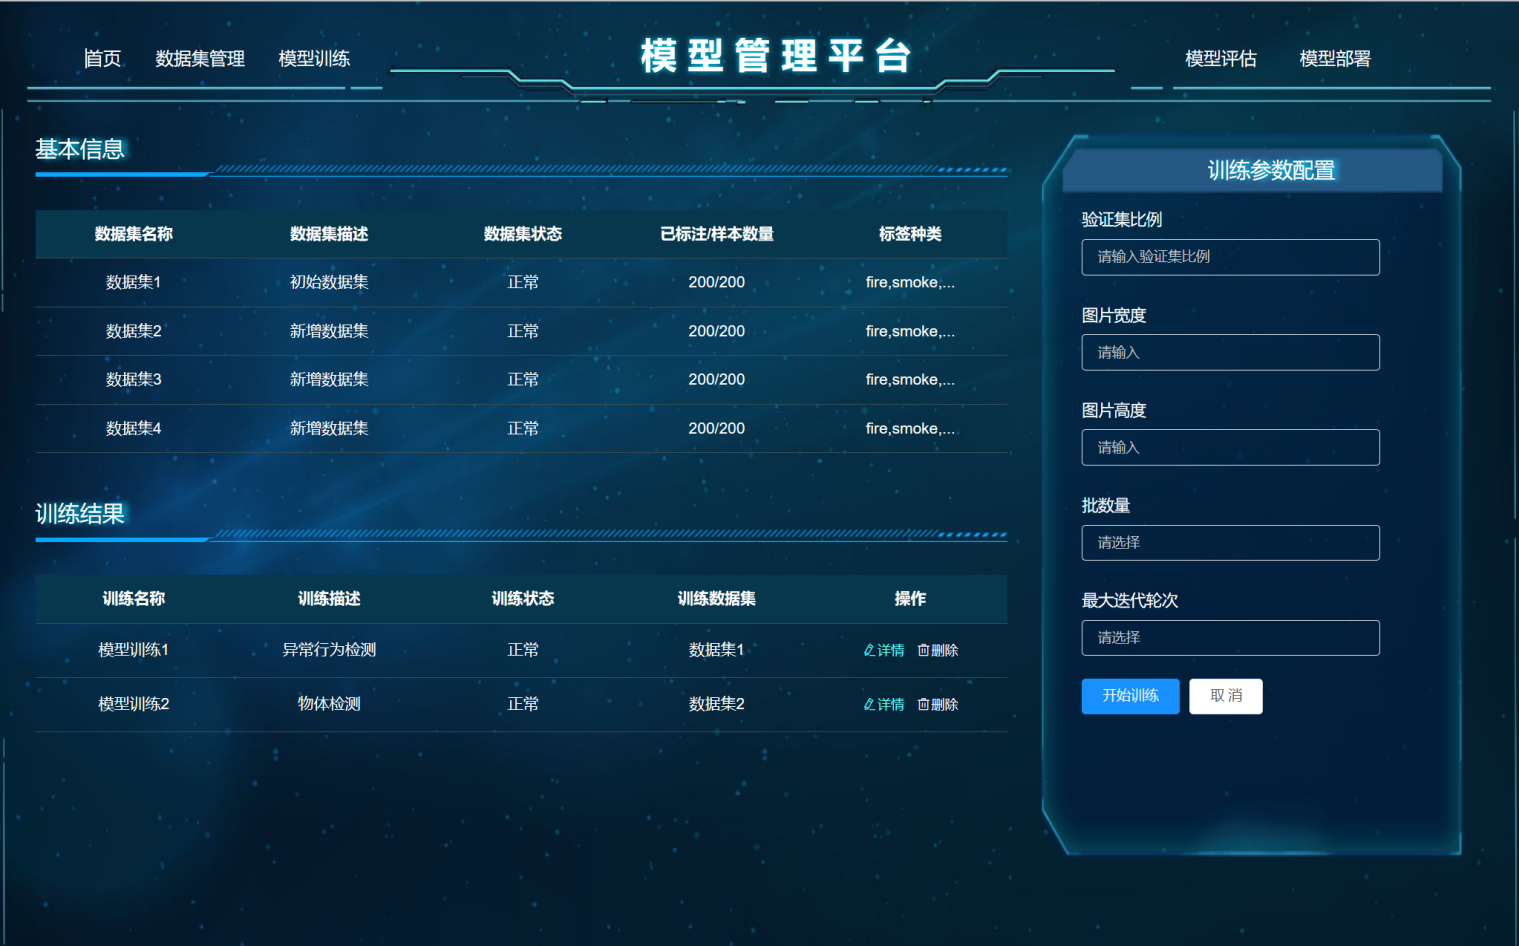 首页 数据集管理 模型训练 模型管理平台 模型评估 模型部署
基本信息
数据集名称 数据集描述 数据集状态 已标注/样本数量 标签种类
数据集1 初始数据集 正常 200/200 fire,smoke,...
数据集2 新增数据集 正常 200/200 fire,smoke,...
数据集3 新增数据集 正常 200/200 fire,smoke,...
数据集4 新增数据集 正常 200/200 fire,smoke,...
训练结果
训练名称 训练描述 训练状态 训练数据集 操作
模型训练1 异常行为检测 正常 数据集1 详情 删除
模型训练2 物体检测 正常 数据集2 详情 删除
训练参数配置
验证集比例
请输入验证集比例
图片宽度
请输入
图片高度
请输入
批数量
请选择
最大迭代轮次
请选择
开始训练 取 消